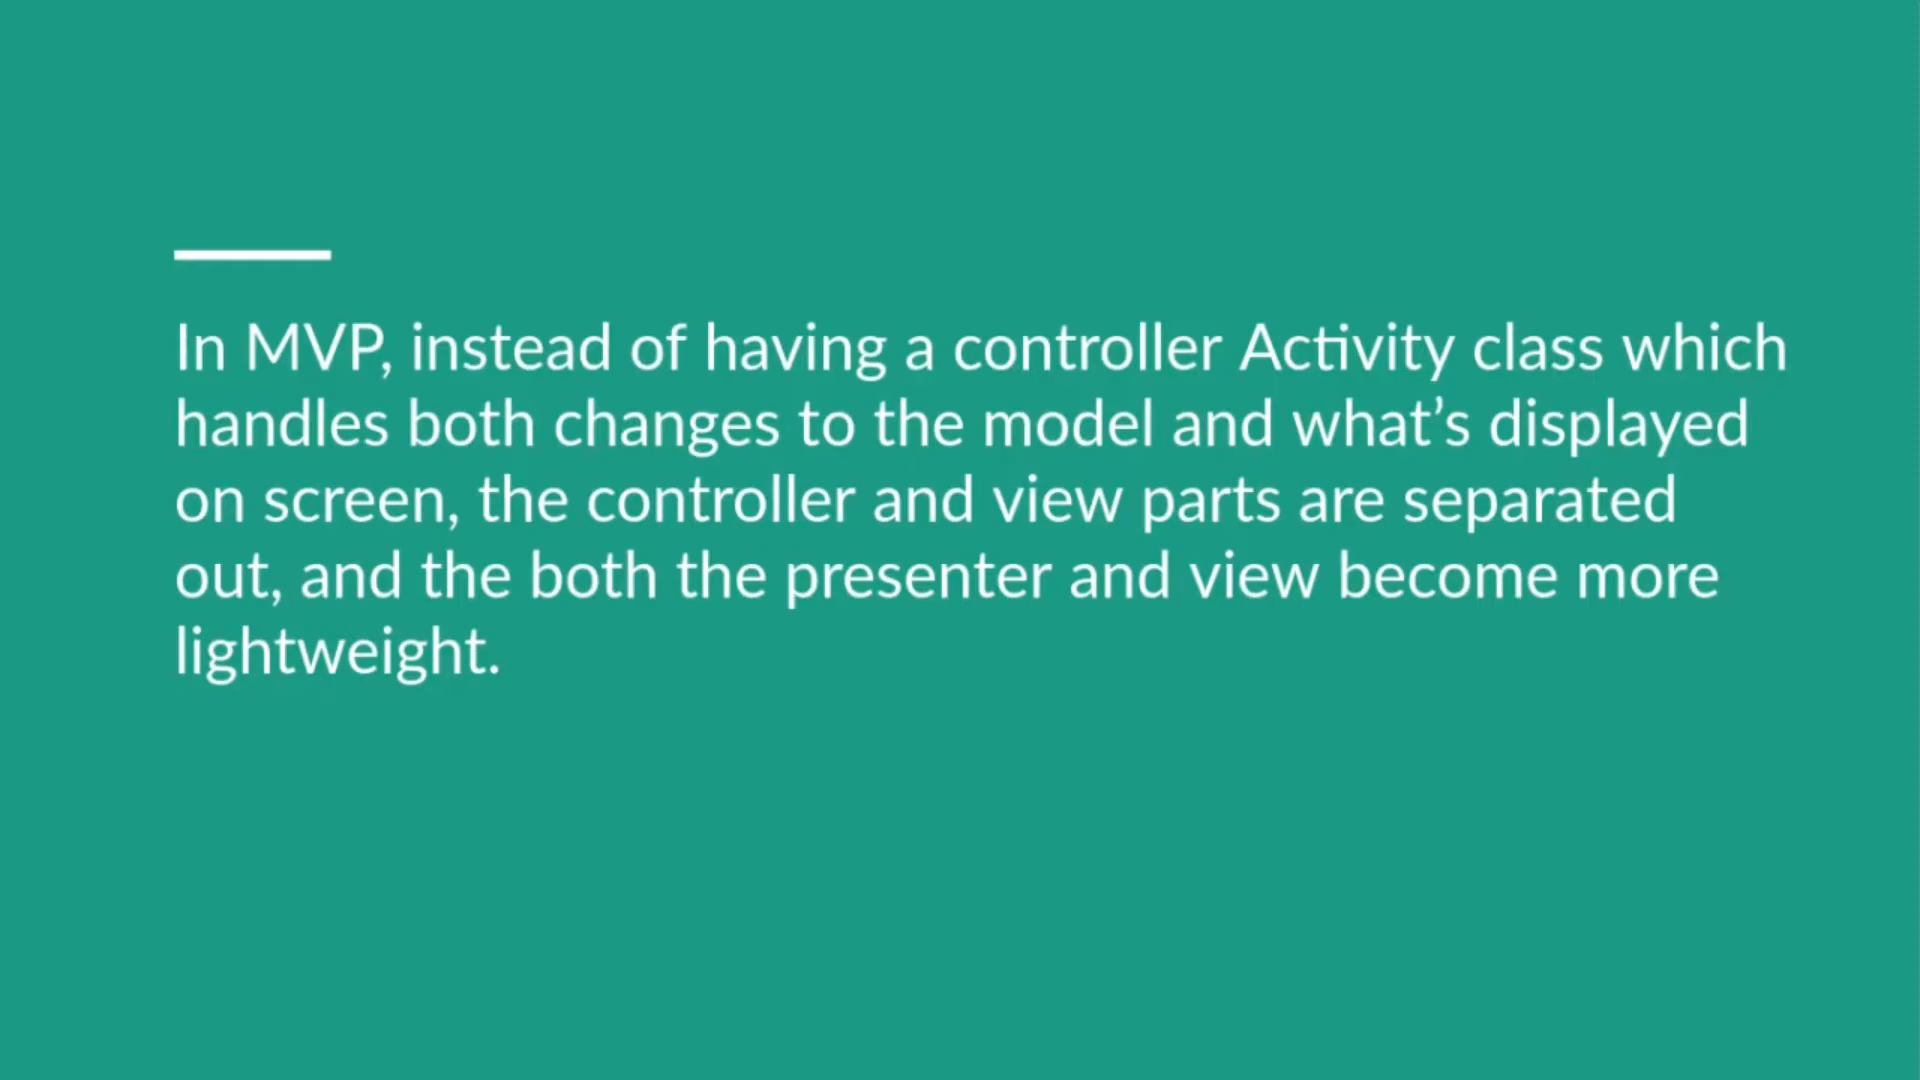 In MVP, instead of having a controller Activity class which
handles both changes to the model and what’s displayed
on screen, the controller and view parts are separated
out, and the both the presenter and view become more
lightweight.